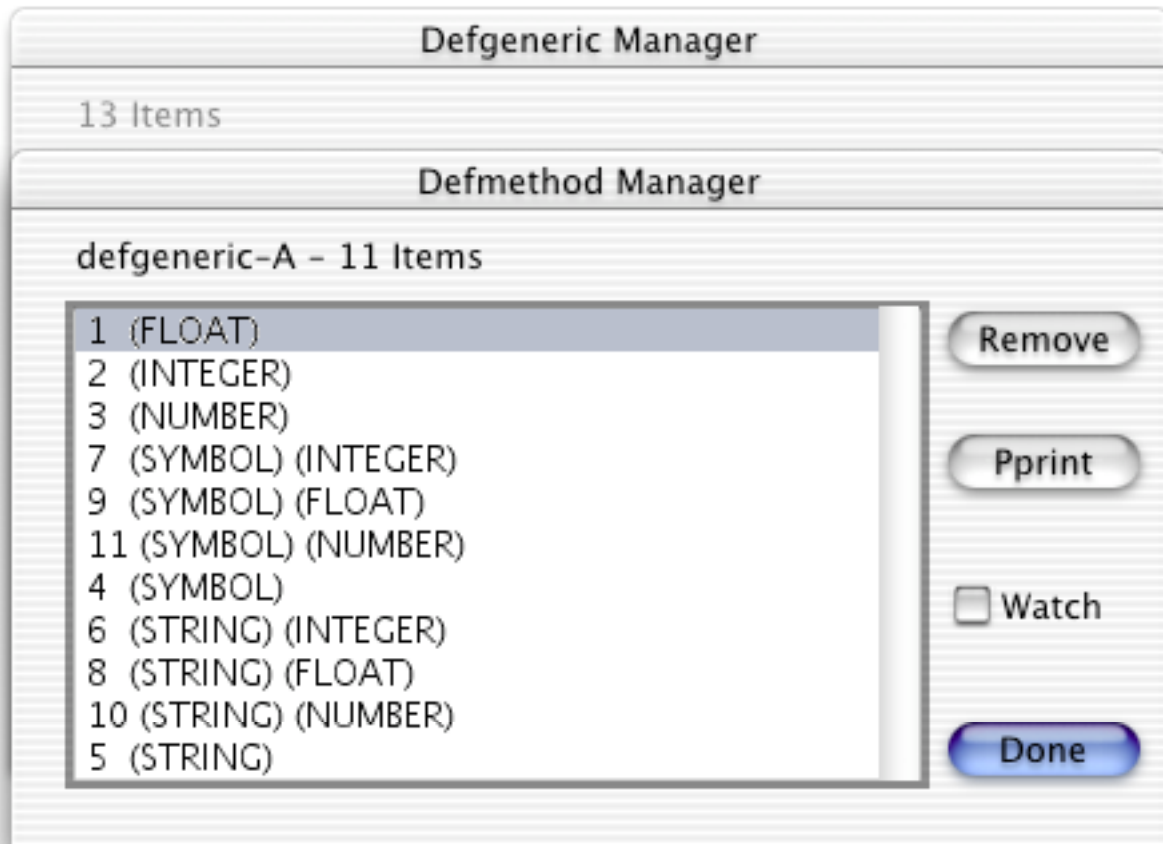 Defgeneric Manager
13 Items
Defmethod Manager
defgeneric-A - 11 Items
1 (FLOAT)
2 (INTEGER)
3 (NUMBER)
7 (SYMBOL) (INTEGER)
9 (SYMBOL) (FLOAT)
11 (SYMBOL) (NUMBER)
4 (SYMBOL)
6 (STRING) (INTEGER)
8 (STRING) (FLOAT)
10 (STRING) (NUMBER)
5 (STRING)
Remove
Pprint
Watch
Done